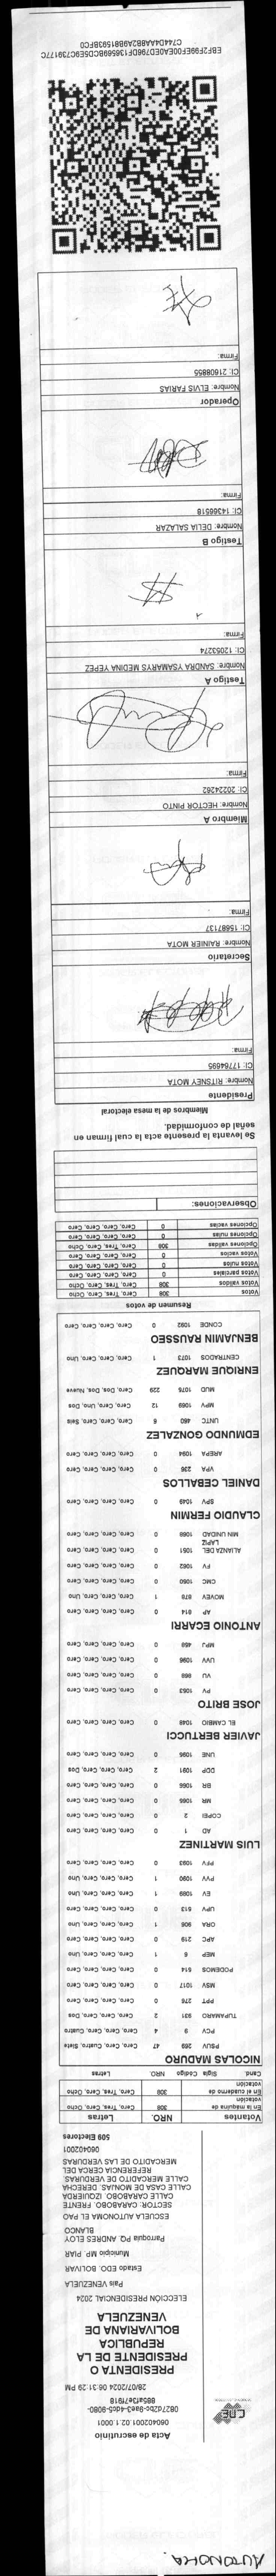 AUTONOMA.
CNE
Acta de escrutinio
060402001.02.1.0001
0827d2bc-9ae3-4dc5-9080-
885af3e7f918
28/07/2024 06:31:29 PM
PRESIDENTA O
PRESIDENTE DE LA
REPUBLICA
BOLIVARIANA DE
VENEZUELA
ELECCIÓN PRESIDENCIAL 2024
Pais VENEZUELA
Estado EDO. BOLIVAR
Municipio MP. PIAR
Parroquia PQ. ANDRES ELOY
BLANCO
ESCUELA AUTONOMA EL PAO
SECTOR: CARABOBO. FRENTE
CALLE CARABOBO. IZQUIERDA
CALLE CASA DE MONJAS. DERECHA
CALLE MERCADITO DE VERDURAS.
REFERENCIA CERCA DEL
MERCADITO DE LAS VERDURAS
060402001
509 Electores
Votantes NRO. Letras
En la máquina de votación 308 Cero, Tres, Cero, Ocho
En el cuaderno de votación 308 Cero, Tres, Cero, Ocho
Cand. Sigla Código NRO. Letras
NICOLAS MADURO
PSUV 269 47 Cero, Cero, Cuatro, Siete
PCV 9 4 Cero, Cero, Cero, Cuatro
TUPAMARO 931 2 Cero, Cero, Cero, Dos
PPT 276 0 Cero, Cero, Cero, Cero
MSV 1017 0 Cero, Cero, Cero, Cero
PODEMOS 514 0 Cero, Cero, Cero, Cero
MEP 6 1 Cero, Cero, Cero, Uno
APC 219 0 Cero, Cero, Cero, Cero
ORA 906 1 Cero, Cero, Cero, Uno
UPV 513 0 Cero, Cero, Cero, Cero
EV 1089 1 Cero, Cero, Cero, Uno
PVV 1090 1 Cero, Cero, Cero, Uno
PFV 1093 0 Cero, Cero, Cero, Cero
LUIS MARTINEZ
AD 1 0 Cero, Cero, Cero, Cero
COPEI 2 0 Cero, Cero, Cero, Cero
MR 1065 0 Cero, Cero, Cero, Cero
BR 1066 0 Cero, Cero, Cero, Cero
DDP 1091 2 Cero, Cero, Cero, Dos
UNE 1095 0 Cero, Cero, Cero, Cero
JAVIER BERTUCCI
EL CAMBIO 1048 0 Cero, Cero, Cero, Cero
JOSE BRITO
PV 1053 0 Cero, Cero, Cero, Cero
VU 968 0 Cero, Cero, Cero, Cero
UVV 1096 0 Cero, Cero, Cero, Cero
MPJ 458 0 Cero, Cero, Cero, Cero
ANTONIO ECARRI
AP 814 0 Cero, Cero, Cero, Cero
MOVEV 978 1 Cero, Cero, Cero, Uno
CMC 1050 0 Cero, Cero, Cero, Cero
FV 1062 0 Cero, Cero, Cero, Cero
ALIANZA DEL LAPIZ 1051 0 Cero, Cero, Cero, Cero
MIN UNIDAD 1068 0 Cero, Cero, Cero, Cero
CLAUDIO FERMIN
SPV 1049 0 Cero, Cero, Cero, Cero
DANIEL CEBALLOS
VPA 236 0 Cero, Cero, Cero, Cero
AREPA 1094 0 Cero, Cero, Cero, Cero
EDMUNDO GONZALEZ
UNTC 460 6 Cero, Cero, Cero, Seis
MPV 1069 12 Cero, Cero, Uno, Dos
MUD 1075 229 Cero, Dos, Dos, Nueve
ENRIQUE MARQUEZ
CENTRADOS 1073 1 Cero, Cero, Cero, Uno
BENJAMIN RAUSSEO
CONDE 1092 0 Cero, Cero, Cero, Cero
Resumen de votos
Votos 308 Cero, Tres, Cero, Ocho
Votos validos 308 Cero, Tres, Cero, Ocho
Votos parciales 0 Cero, Cero, Cero, Cero
Votos nulos 0 Cero, Cero, Cero, Cero
Votos vacios 0 Cero, Cero, Cero, Cero
Opciones validas 308 Cero, Tres, Cero, Ocho
Opciones nulas 0 Cero, Cero, Cero, Cero
Opciones vacias 0 Cero, Cero, Cero, Cero
Observaciones:
Se levanta la presente acta la cual firman en
señal de conformidad.
Miembros de la mesa electoral
Presidente
Nombre: RITSNEY MOTA
CI: 17764695
Firma:
Secretario
Nombre: RAINIER MOTA
CI: 15687137
Firma:
Miembro A
Nombre: HECTOR PINTO
CI: 20224262
Firma:
Testigo A
Nombre: SANDRA YSAMARYS MEDINA YEPEZ
CI: 12053274
Firma:
Testigo B
Nombre: DELIA SALAZAR
CI: 14366518
Firma:
Operador
Nombre: ELVIS FARIAS
CI: 21608855
Firma:
EBF2F99EF00EA0ED796DF136569BCD5E9C739177C
C744D4AA8B2A9B81593BFC0